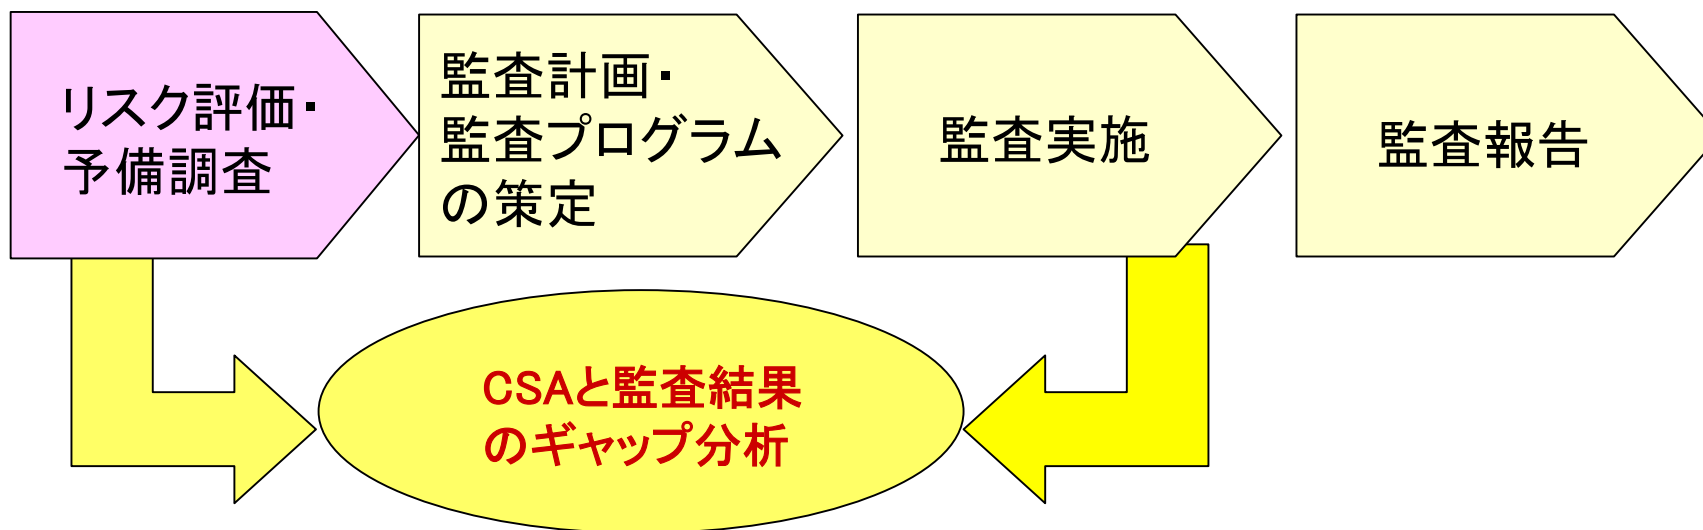 リスク評価・
予備調査
監査計画・
監査プログラム
の策定
監査実施
監査報告
CSAと監査結果
のギャップ分析